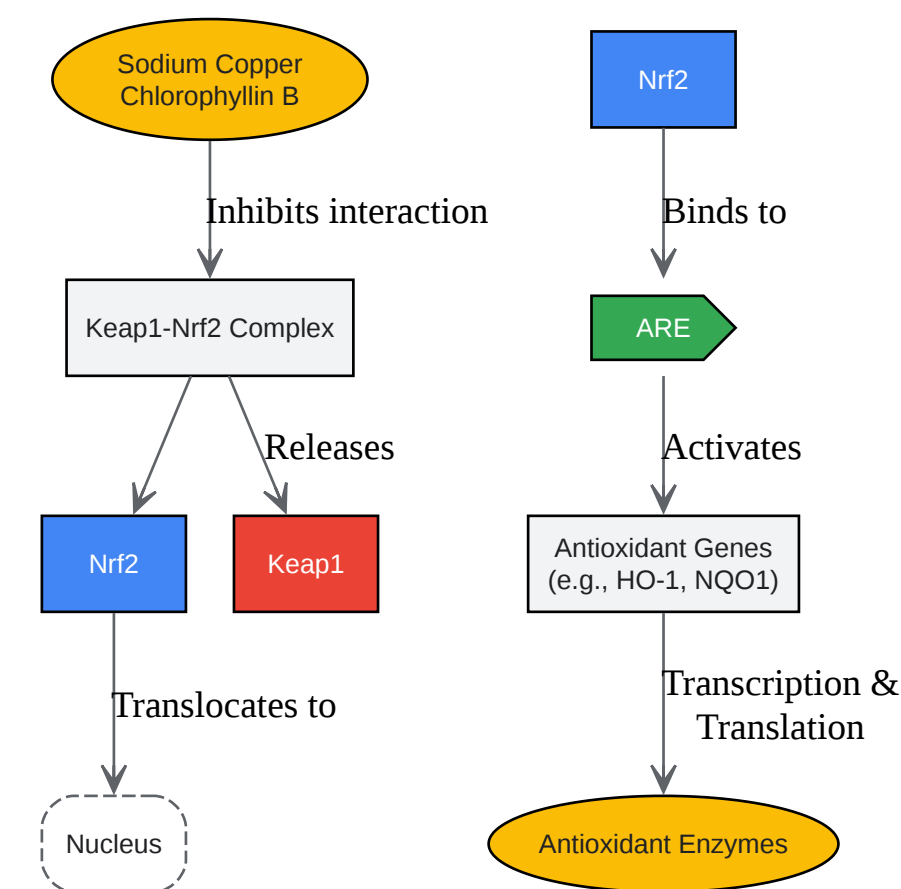 Sodium Copper
Chlorophyllin B
Inhibits interaction
Keap1-Nrf2 Complex
Releases
Nrf2
Keap1
Translocates to
Nucleus
Nrf2
Binds to
ARE
Activates
Antioxidant Genes
(e.g., HO-1, NQO1)
Transcription &
Translation
Antioxidant Enzymes